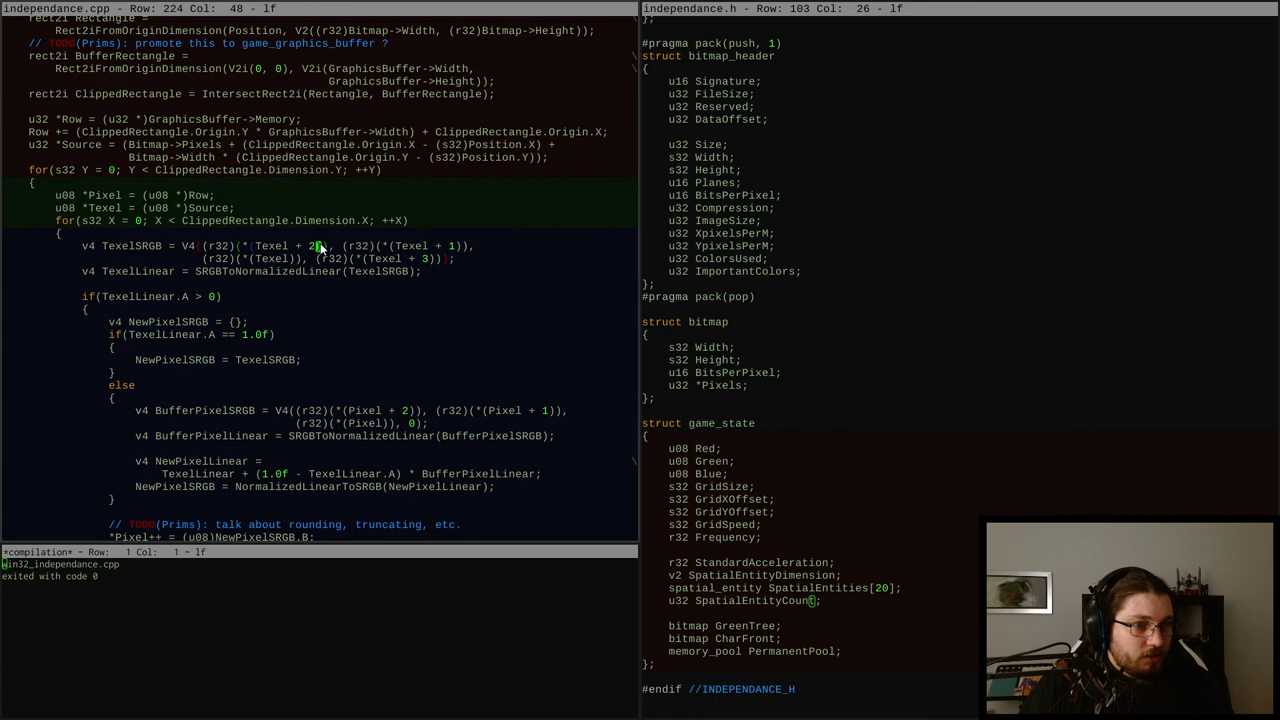 independance.cpp - Row: 224 Col:  48 - lf
rect2i Rectangle =
Rect2iFromOriginDimension(Position, V2((r32)Bitmap->Width, (r32)Bitmap->Height));
// TODO(Prims): promote this to game_graphics_buffer ?
rect2i BufferRectangle =
Rect2iFromOriginDimension(V2i(0, 0), V2i(GraphicsBuffer->Width, \
GraphicsBuffer->Height));
rect2i ClippedRectangle = IntersectRect2i(Rectangle, BufferRectangle);
u32 *Row = (u32 *)GraphicsBuffer->Memory;
Row += (ClippedRectangle.Origin.Y * GraphicsBuffer->Width) + ClippedRectangle.Origin.X;
u32 *Source = (Bitmap->Pixels + (ClippedRectangle.Origin.X - (s32)Position.X) +
Bitmap->Width * (ClippedRectangle.Origin.Y - (s32)Position.Y));
for(s32 Y = 0; Y < ClippedRectangle.Dimension.Y; ++Y)
{
u08 *Pixel = (u08 *)Row;
u08 *Texel = (u08 *)Source;
for(s32 X = 0; X < ClippedRectangle.Dimension.X; ++X)
{
v4 TexelSRGB = V4((r32)(*(Texel + 2)), (r32)(*(Texel + 1)),
(r32)(*(Texel)), (r32)(*(Texel + 3)));
v4 TexelLinear = SRGBToNormalizedLinear(TexelSRGB);
if(TexelLinear.A > 0)
{
v4 NewPixelSRGB = {};
if(TexelLinear.A == 1.0f)
{
NewPixelSRGB = TexelSRGB;
}
else
{
v4 BufferPixelSRGB = V4((r32)(*(Pixel + 2)), (r32)(*(Pixel + 1)),
(r32)(*(Pixel)), 0);
v4 BufferPixelLinear = SRGBToNormalizedLinear(BufferPixelSRGB);
v4 NewPixelLinear = \
TexelLinear + (1.0f - TexelLinear.A) * BufferPixelLinear;
NewPixelSRGB = NormalizedLinearToSRGB(NewPixelLinear);
}
// TODO(Prims): talk about rounding, truncating, etc.
*Pixel++ = (u08)NewPixelSRGB.B;
*compilation* - Row:   1 Col:   1 - lf
win32_independance.cpp
exited with code 0
independance.h - Row: 103 Col:  26 - lf
};
#pragma pack(push, 1)
struct bitmap_header
{
u16 Signature;
u32 FileSize;
u32 Reserved;
u32 DataOffset;
u32 Size;
s32 Width;
s32 Height;
u16 Planes;
u16 BitsPerPixel;
u32 Compression;
u32 ImageSize;
u32 XpixelsPerM;
u32 YpixelsPerM;
u32 ColorsUsed;
u32 ImportantColors;
};
#pragma pack(pop)
struct bitmap
{
s32 Width;
s32 Height;
u16 BitsPerPixel;
u32 *Pixels;
};
struct game_state
{
u08 Red;
u08 Green;
u08 Blue;
s32 GridSize;
s32 GridXOffset;
s32 GridYOffset;
s32 GridSpeed;
r32 Frequency;
r32 StandardAcceleration;
v2 SpatialEntityDimension;
spatial_entity SpatialEntities[20];
u32 SpatialEntityCount;
bitmap GreenTree;
bitmap CharFront;
memory_pool PermanentPool;
};
#endif //INDEPENDANCE_H